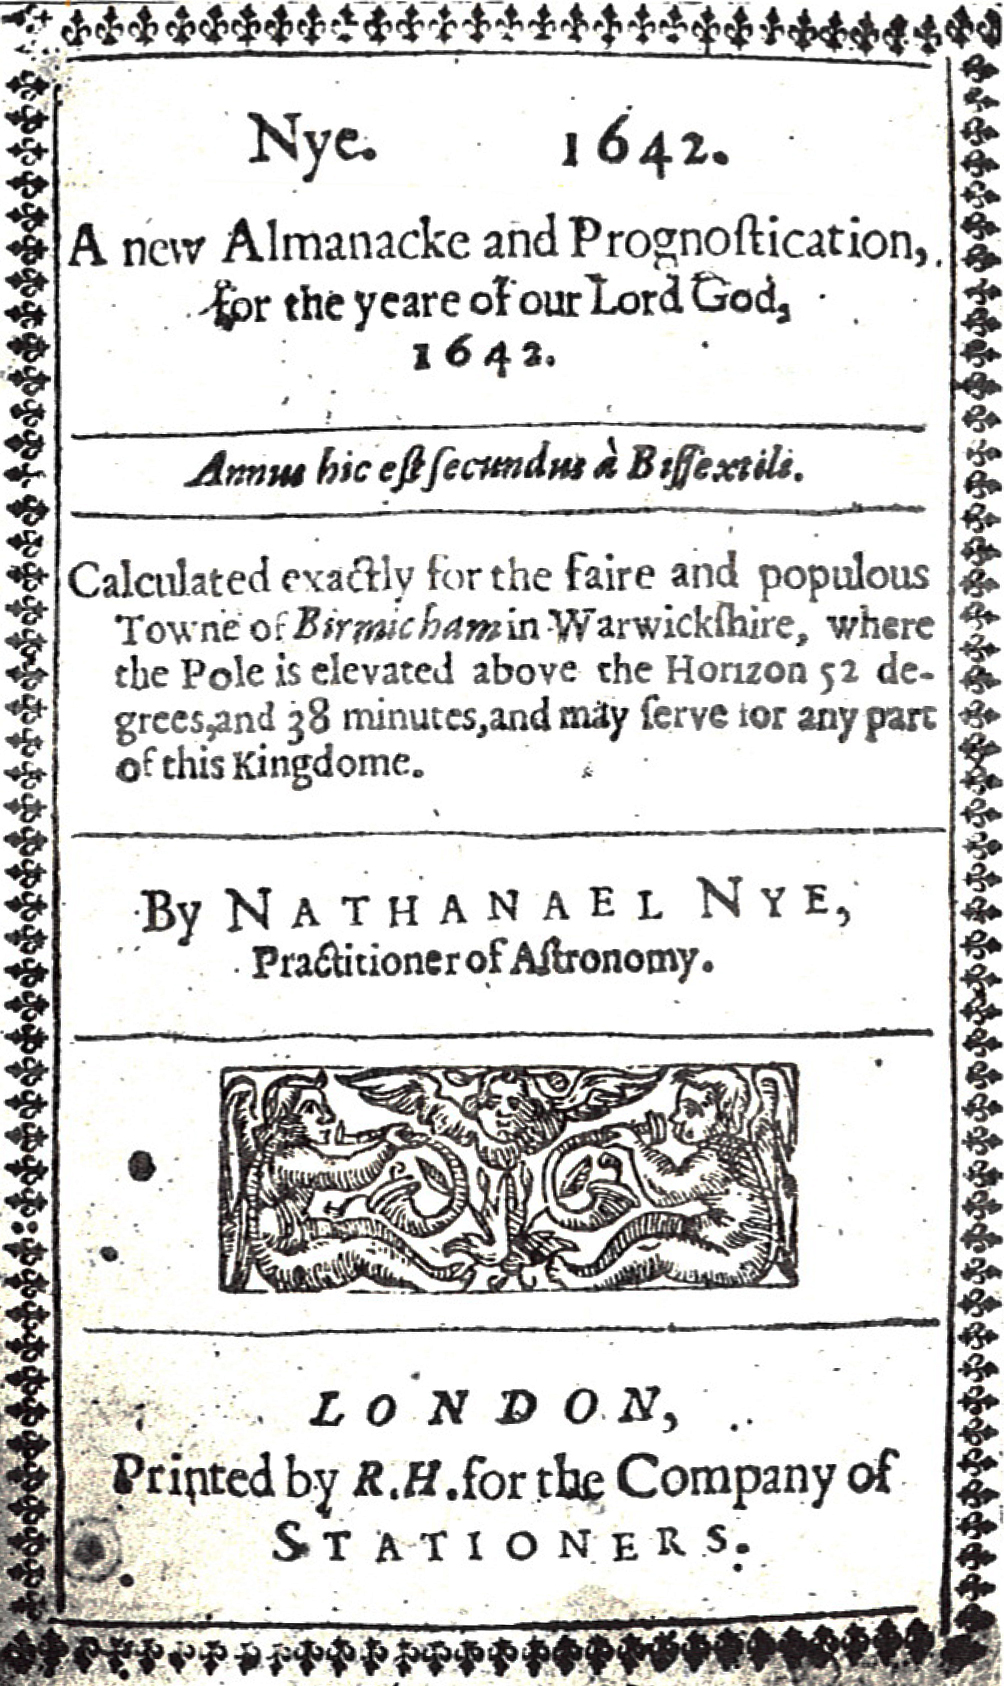 Nye. 1642.
A new Almanacke and Prognoſtication,
for the yeare of our Lord God,
1642.
Annus hic eſt ſecundus à Biſſextili.
Calculated exactly for the faire and populous
Towne of Birmicham in Warwickſhire, where
the Pole is elevated above the Horizon 52 de-
grees, and 38 minutes, and may ſerve for any part
of this Kingdome.
By NATHANAEL NYE,
Practitioner of Aſtronomy.
LONDON,
Printed by R.H. for the Company of
STATIONERS.